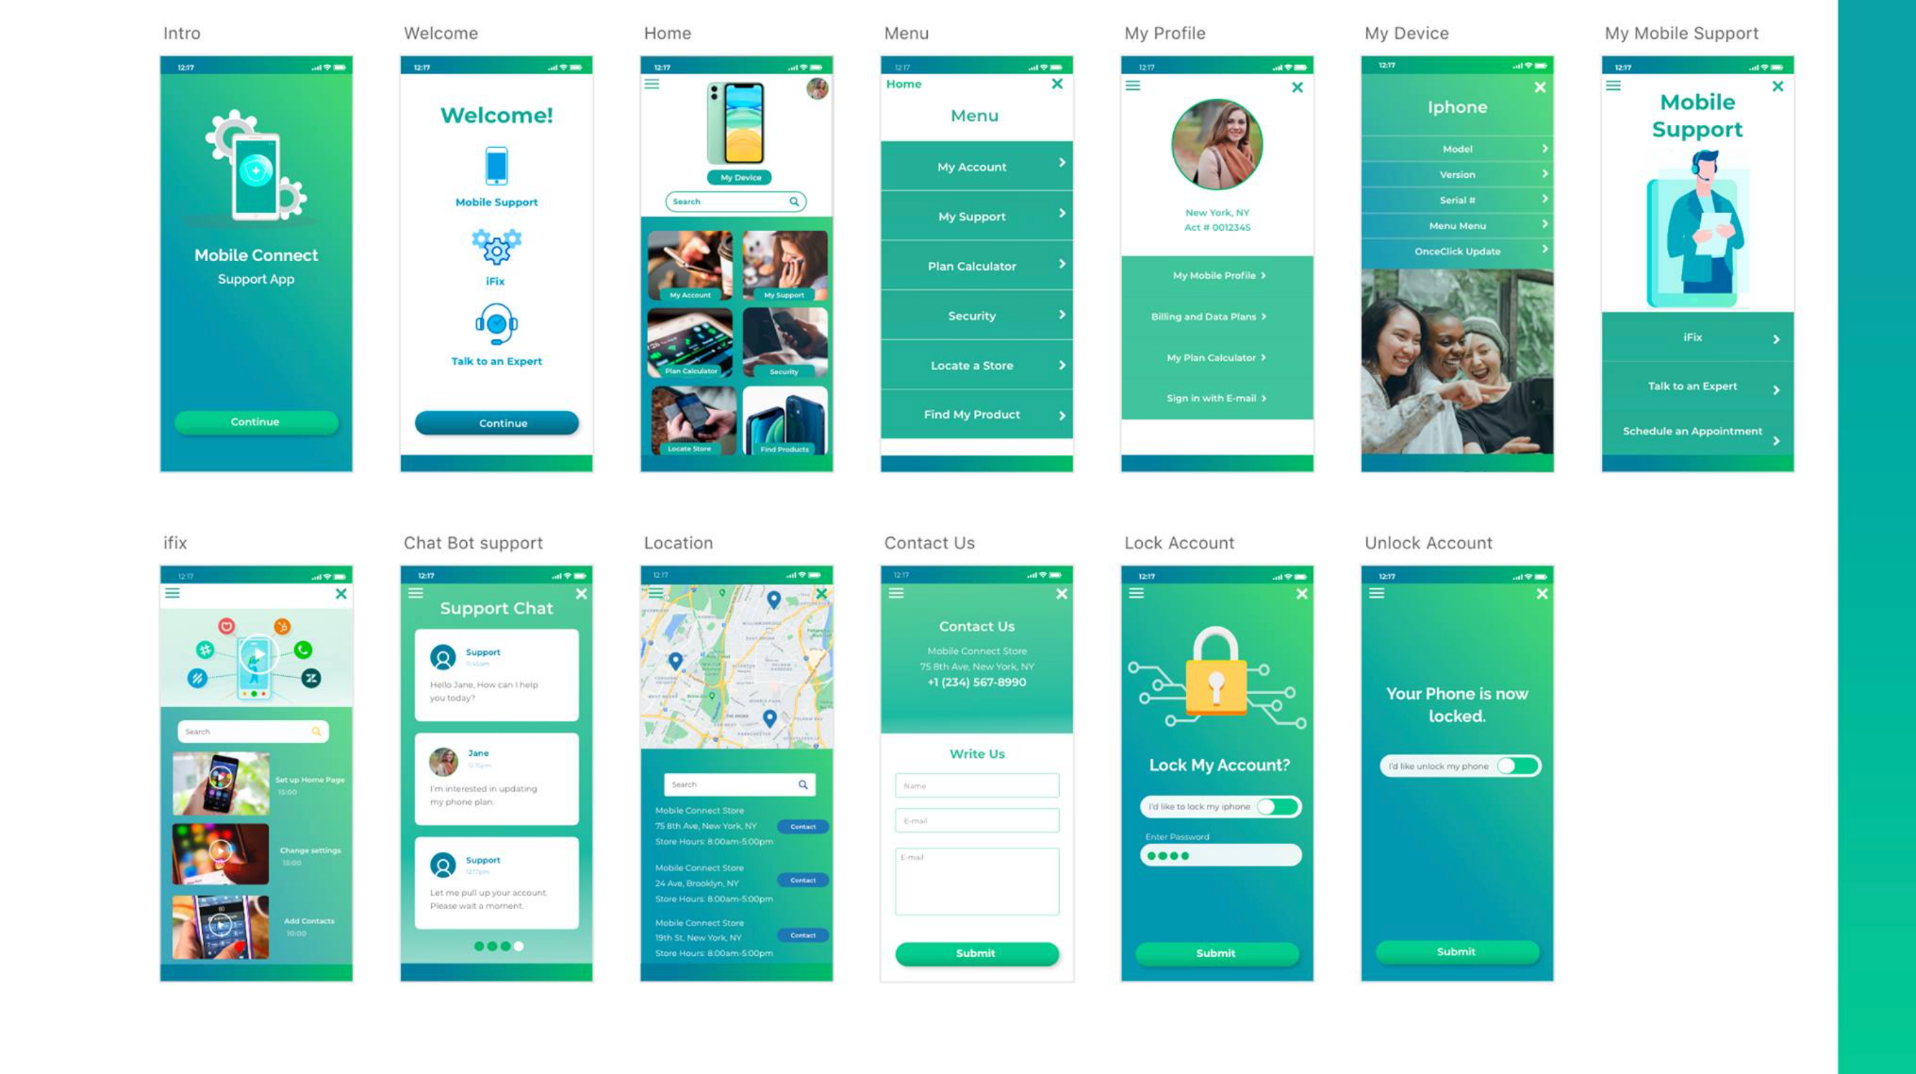 Intro
12:17
Mobile Connect
Support App
Continue
Welcome
12:17
Welcome!
Mobile Support
iFix
Talk to an Expert
Continue
Home
12:17
My Device
Search
My Account
My Support
Plan Calculator
Security
Locate Store
Find Products
Menu
12:17
Home
Menu
My Account
My Support
Plan Calculator
Security
Locate a Store
Find My Product
My Profile
12:17
New York, NY
Act # 0012345
My Mobile Profile
Billing and Data Plans
My Plan Calculator
Sign in with E-mail
My Device
12:17
Iphone
Model
Version
Serial #
Menu Menu
OnceClick Update
My Mobile Support
12:17
Mobile
Support
iFix
Talk to an Expert
Schedule an Appointment
ifix
12:17
Search
Set up Home Page
15:00
Change settings
15:00
Add Contacts
10:00
Chat Bot support
12:17
Support Chat
Support
Hello Jane, How can I help
you today?
Jane
I'm interested in updating
my phone plan.
Support
Let me pull up your account.
Please wait a moment.
Location
12:17
Search
Mobile Connect Store
75 8th Ave, New York, NY
Contact
Store Hours: 8:00am-5:00pm
Mobile Connect Store
24 Ave, Brooklyn, NY
Contact
Store Hours: 8:00am-5:00pm
Mobile Connect Store
19th St, New York, NY
Contact
Store Hours: 8:00am-5:00pm
Contact Us
12:17
Contact Us
Mobile Connect Store
75 8th Ave, New York, NY
+1 (234) 567-8990
Write Us
Name
E-mail
E-mail
Submit
Lock Account
12:17
Lock My Account?
I'd like to lock my iphone
Enter Password
Submit
Unlock Account
12:17
Your Phone is now
locked.
I'd like unlock my phone
Submit